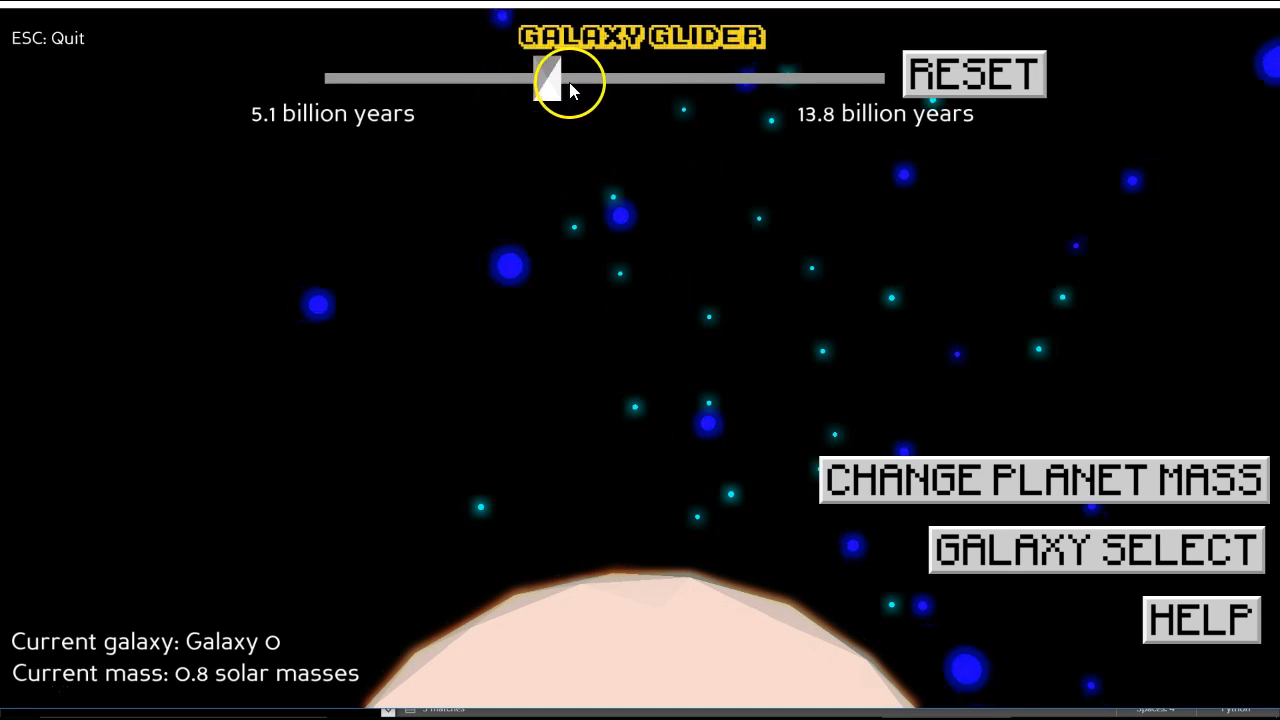 ESC: Quit
GALAXY GLIDER
RESET
5.1 billion years
13.8 billion years
CHANGE PLANET MASS
GALAXY SELECT
HELP
Current galaxy: Galaxy 0
Current mass: 0.8 solar masses